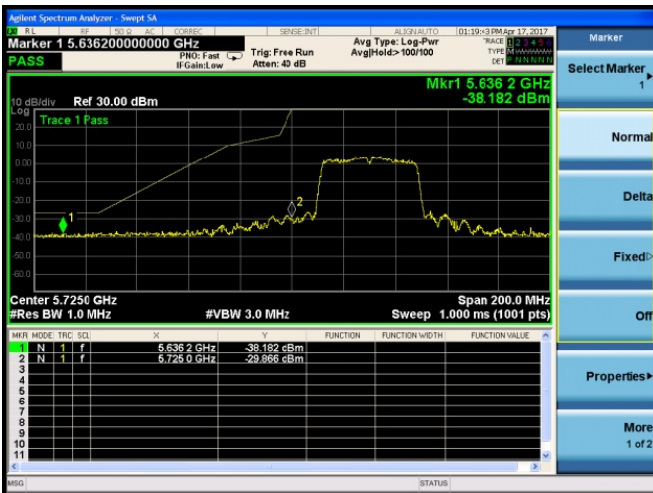 Agilent Spectrum Analyzer - Swept SA
RL RF 50 Ω AC CORREC SENSE:INT ALIGN AUTO 01:19:43 PM Apr 17, 2017
Marker 1 5.636200000000 GHz
PASS
PNO: Fast
IFGain:Low
Trig: Free Run
Atten: 40 dB
Avg Type: Log-Pwr
Avg|Hold:>100/100
TRACE 1 2 3 4 5 6
TYPE
DET P N N N N N
Mkr1 5.636 2 GHz
-38.182 dBm
10 dB/div Ref 30.00 dBm
Log
Trace 1 Pass
20.0
10.0
0.00
-10.0
-20.0
-30.0
-40.0
-50.0
-60.0
1
2
Center 5.7250 GHz
Span 200.0 MHz
#Res BW 1.0 MHz
#VBW 3.0 MHz
Sweep 1.000 ms (1001 pts)
MKR MODE TRC SCL X Y FUNCTION FUNCTION WIDTH FUNCTION VALUE
1 N 1 f 5.636 2 GHz -38.182 dBm
2 N 1 f 5.725 0 GHz -29.866 dBm
3
4
5
6
7
8
9
10
11
MSG
STATUS
Marker
Select Marker
1
Normal
Delta
Fixed
Off
Properties
More
1 of 2